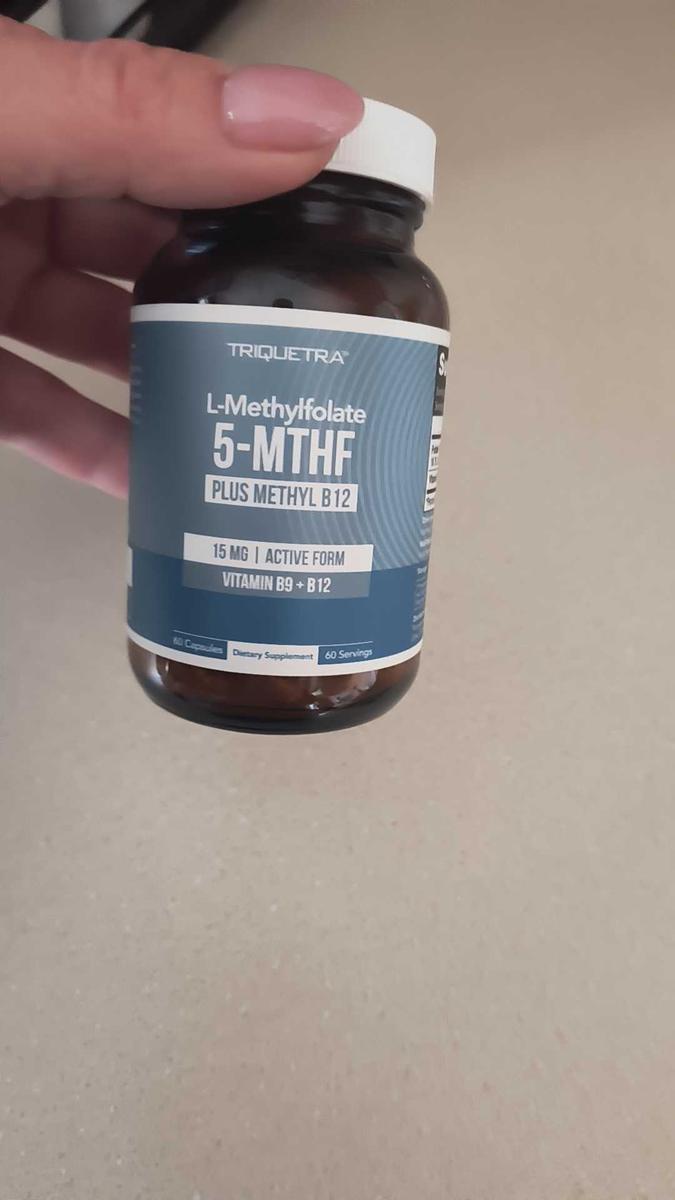 TRIQUETRA
L-Methylfolate
5-MTHF
PLUS METHYL B12
15 MG | ACTIVE FORM
VITAMIN B9 + B12
60 Capsules Dietary Supplement 60 Servings